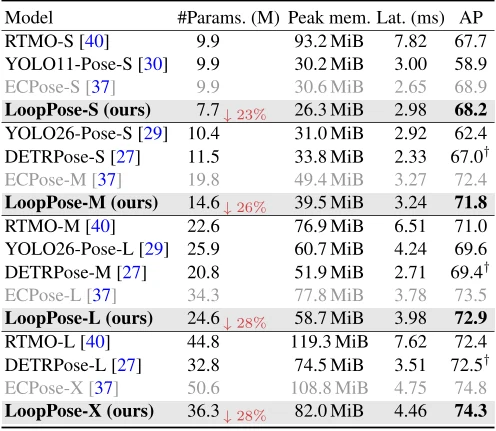 Model #Params. (M) Peak mem. Lat. (ms) AP
RTMO-S [40] 9.9 93.2 MiB 7.82 67.7
YOLO11-Pose-S [30] 9.9 30.2 MiB 3.00 58.9
ECPose-S [37] 9.9 30.6 MiB 2.65 68.9
LoopPose-S (ours) 7.7 ↓ 23% 26.3 MiB 2.98 68.2
YOLO26-Pose-S [29] 10.4 31.0 MiB 2.92 62.4
DETRPose-S [27] 11.5 33.8 MiB 2.33 67.0†
ECPose-M [37] 19.8 49.4 MiB 3.27 72.4
LoopPose-M (ours) 14.6 ↓ 26% 39.5 MiB 3.24 71.8
RTMO-M [40] 22.6 76.9 MiB 6.51 71.0
YOLO26-Pose-L [29] 25.9 60.7 MiB 4.24 69.6
DETRPose-M [27] 20.8 51.9 MiB 2.71 69.4†
ECPose-L [37] 34.3 77.8 MiB 3.78 73.5
LoopPose-L (ours) 24.6 ↓ 28% 58.7 MiB 3.98 72.9
RTMO-L [40] 44.8 119.3 MiB 7.62 72.4
DETRPose-L [27] 32.8 74.5 MiB 3.51 72.5†
ECPose-X [37] 50.6 108.8 MiB 4.75 74.8
LoopPose-X (ours) 36.3 ↓ 28% 82.0 MiB 4.46 74.3